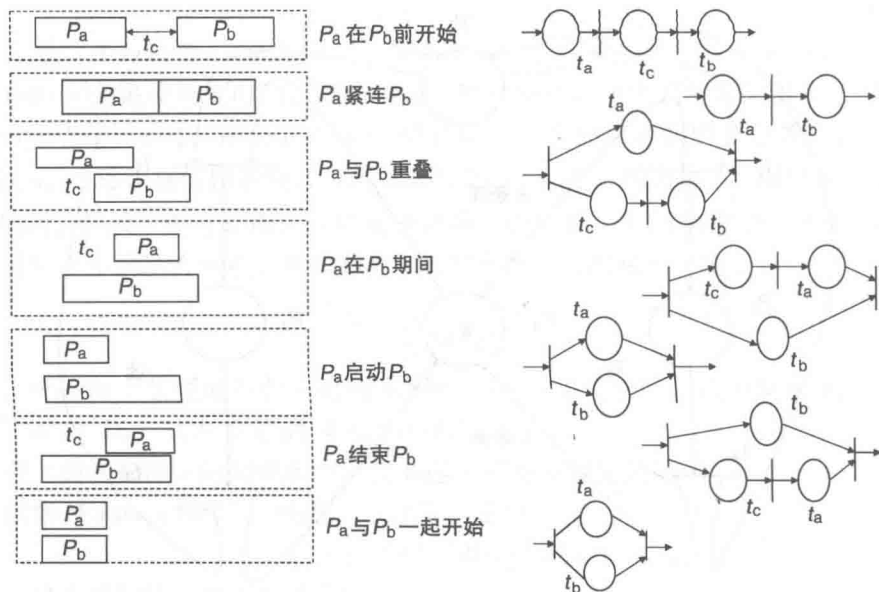 Pa Pb Pa在Pb前开始
tc
ta tc tb
Pa Pb Pa紧连Pb
ta tb
Pa Pa与Pb重叠
tc Pb
ta
tc tb
tc Pa Pa在Pb期间
Pb
tc ta
tb
Pa Pa启动Pb
Pb
ta
tb
tc Pa Pa结束Pb
Pb
tb
tc ta
Pa Pa与Pb一起开始
Pb
ta
tb